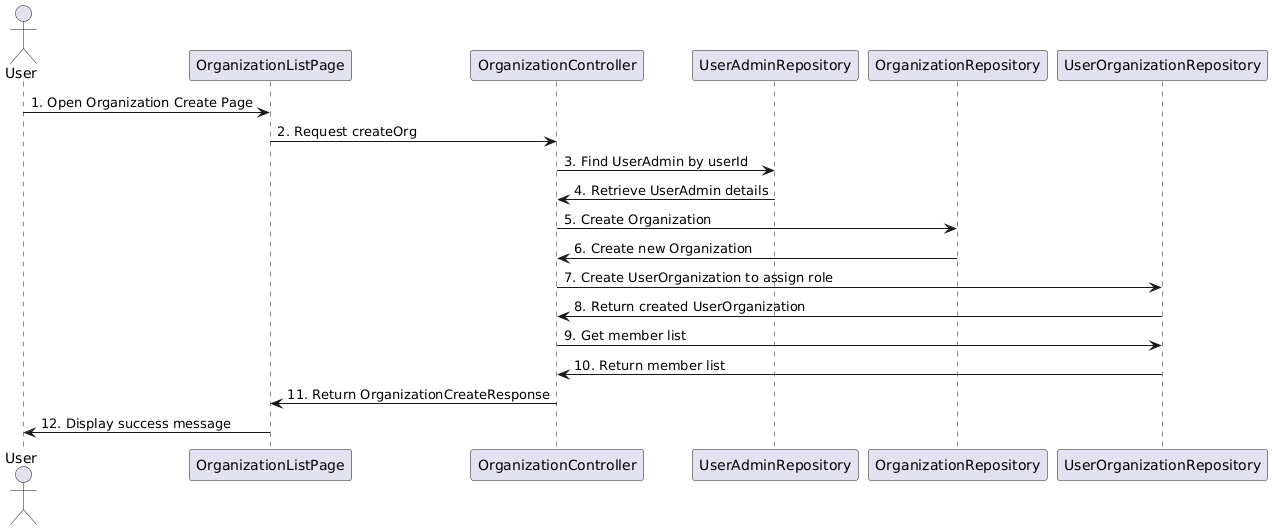 User
OrganizationListPage
OrganizationController
UserAdminRepository
OrganizationRepository
UserOrganizationRepository
1. Open Organization Create Page
2. Request createOrg
3. Find UserAdmin by userId
4. Retrieve UserAdmin details
5. Create Organization
6. Create new Organization
7. Create UserOrganization to assign role
8. Return created UserOrganization
9. Get member list
10. Return member list
11. Return OrganizationCreateResponse
12. Display success message
User
OrganizationListPage
OrganizationController
UserAdminRepository
OrganizationRepository
UserOrganizationRepository